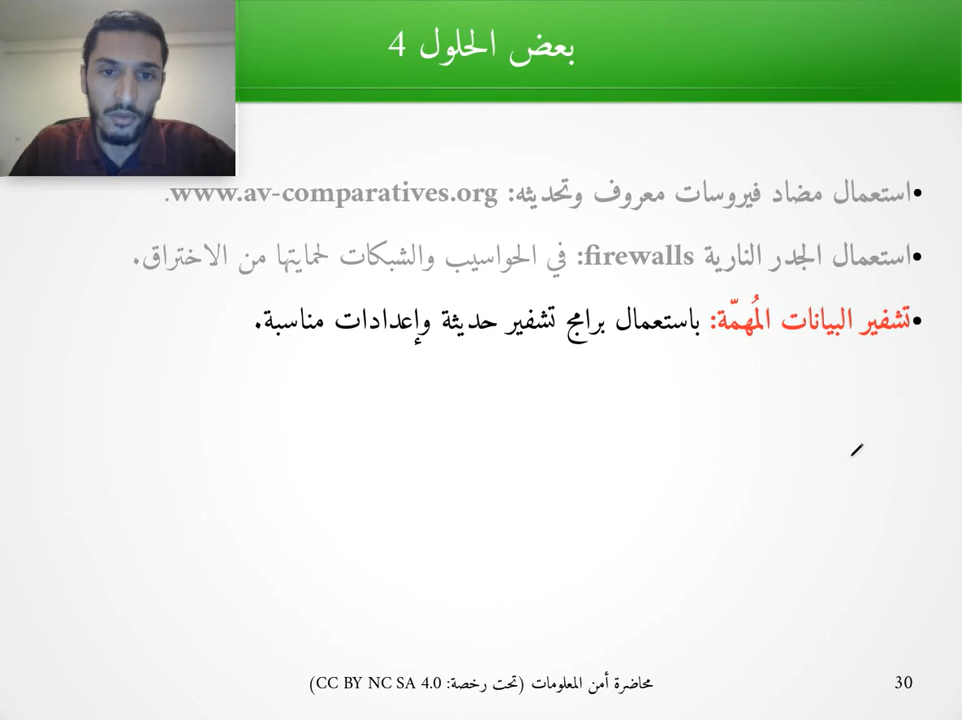 بعض الحلول 4
•استعمال مضاد فيروسات معروف وتحديثه: www.av-comparatives.org.
•استعمال الجدر النارية firewalls: في الحواسيب والشبكات لحمايتها من الاختراق.
•تشفير البيانات المُهمّة: باستعمال برامج تشفير حديثة وإعدادات مناسبة.
محاضرة أمن المعلومات (تحت رخصة: CC BY NC SA 4.0)
30